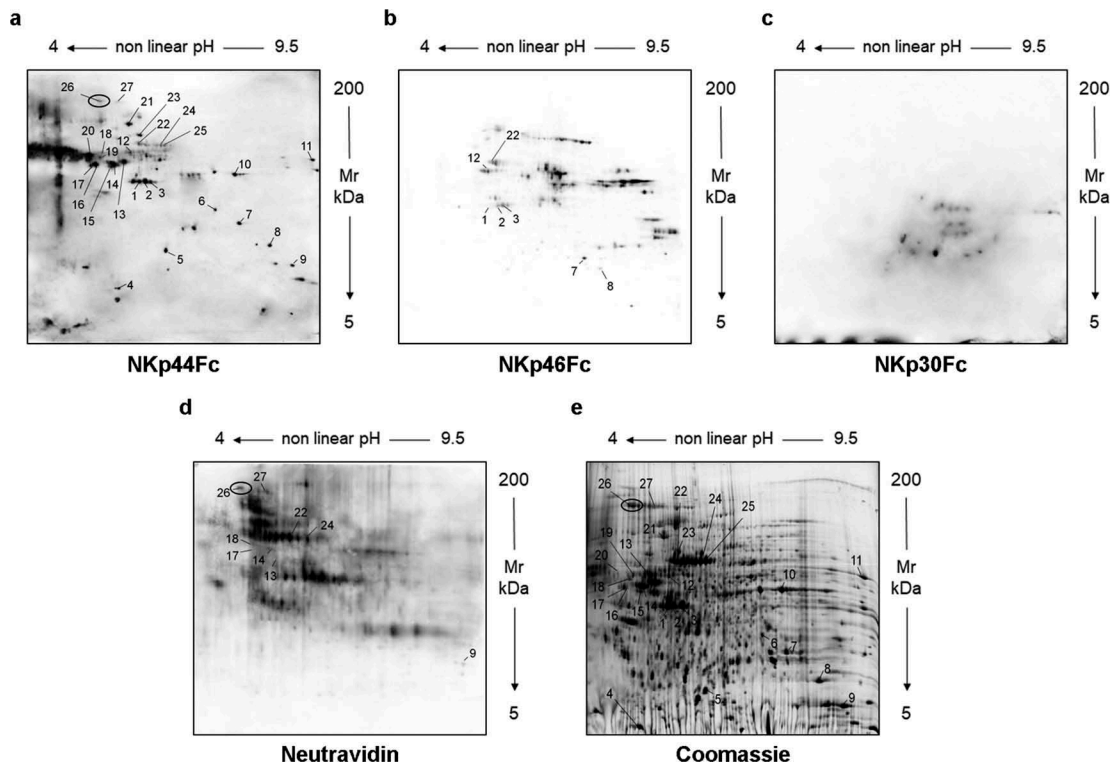 a
b
c
4 non linear pH 9.5
4 non linear pH 9.5
4 non linear pH 9.5
26 27 21 23 22 24 25 20 18 19 12 17 16 15 14 13 1 2 3 10 11 6 7 8 5 9 4
200
Mr
kDa
5
22 12 1 2 3 7 8
200
Mr
kDa
5
200
Mr
kDa
5
NKp44Fc
NKp46Fc
NKp30Fc
d
e
4 non linear pH 9.5
4 non linear pH 9.5
26 27 22 24 18 17 14 13 9
200
Mr
kDa
5
26 27 22 24 25 21 23 19 13 20 18 17 16 15 14 12 1 2 3 10 11 6 7 8 5 9 4
200
Mr
kDa
5
Neutravidin
Coomassie